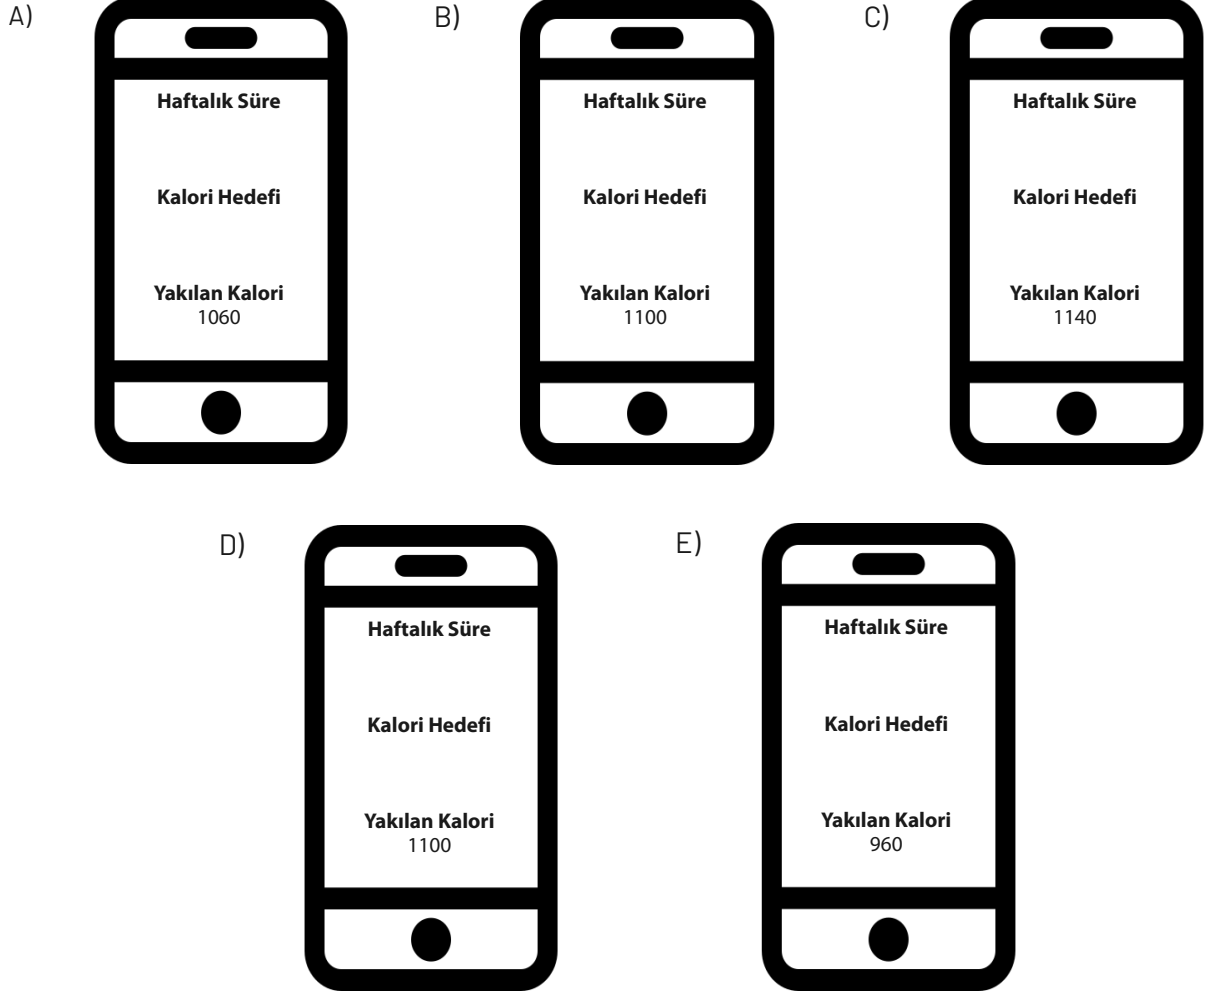 A)
Haftalık Süre
Kalori Hedefi
Yakılan Kalori
1060
B)
Haftalık Süre
Kalori Hedefi
Yakılan Kalori
1100
C)
Haftalık Süre
Kalori Hedefi
Yakılan Kalori
1140
D)
Haftalık Süre
Kalori Hedefi
Yakılan Kalori
1100
E)
Haftalık Süre
Kalori Hedefi
Yakılan Kalori
960